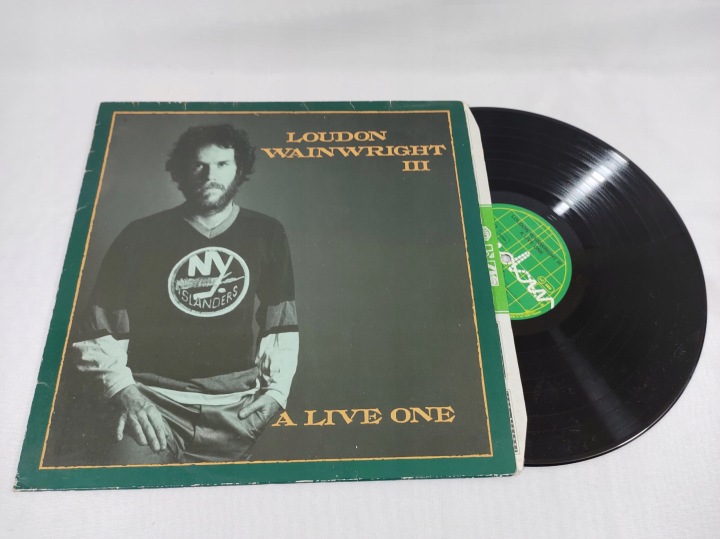 LOUDON
WAINWRIGHT
III
NY
ISLANDERS
A LIVE ONE